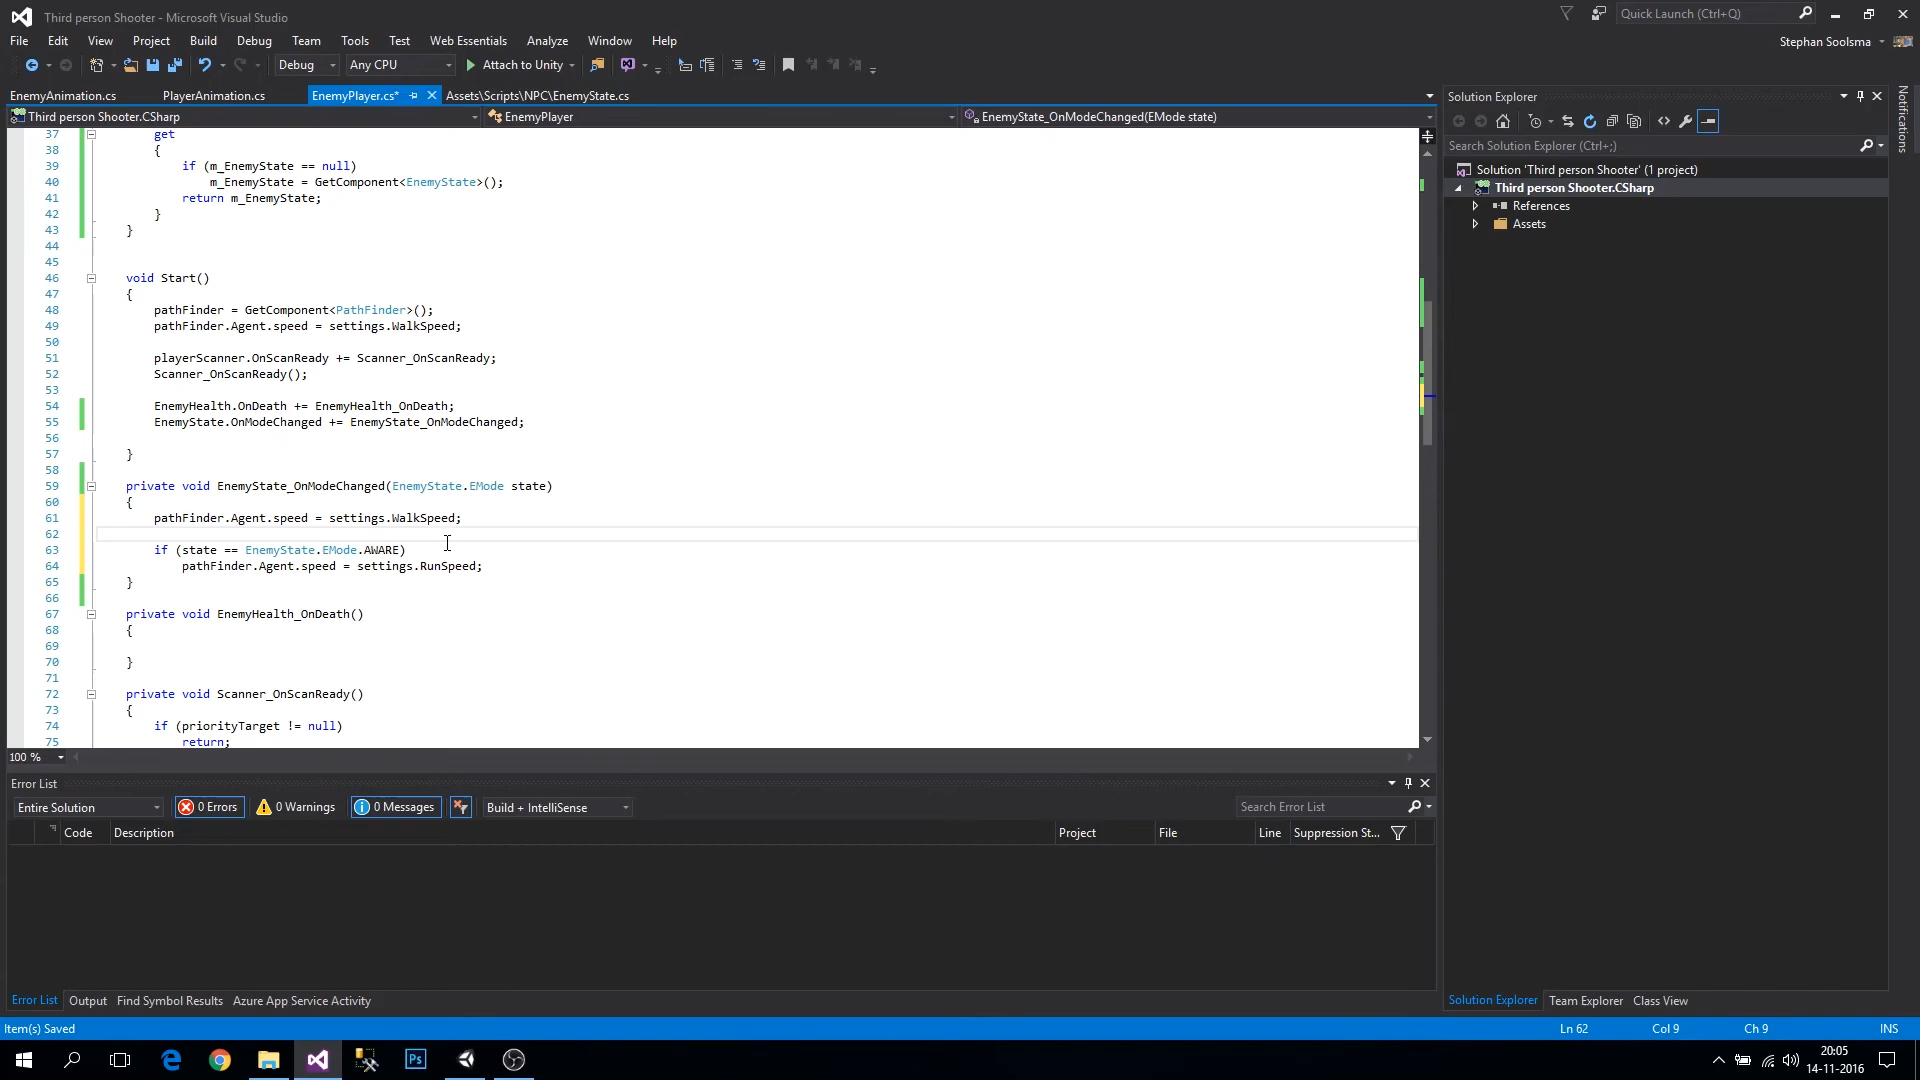 Third person Shooter - Microsoft Visual Studio
Quick Launch (Ctrl+Q)
File Edit View Project Build Debug Team Tools Test Web Essentials Analyze Window Help
Stephan Soolsma
Debug Any CPU Attach to Unity
EnemyAnimation.cs PlayerAnimation.cs EnemyPlayer.cs* Assets\Scripts\NPC\EnemyState.cs
Third person Shooter.CSharp EnemyPlayer EnemyState_OnModeChanged(EMode state)
37 get
38 {
39 if (m_EnemyState == null)
40 m_EnemyState = GetComponent<EnemyState>();
41 return m_EnemyState;
42 }
43 }
44
45
46 void Start()
47 {
48 pathFinder = GetComponent<PathFinder>();
49 pathFinder.Agent.speed = settings.WalkSpeed;
50
51 playerScanner.OnScanReady += Scanner_OnScanReady;
52 Scanner_OnScanReady();
53
54 EnemyHealth.OnDeath += EnemyHealth_OnDeath;
55 EnemyState.OnModeChanged += EnemyState_OnModeChanged;
56
57 }
58
59 private void EnemyState_OnModeChanged(EnemyState.EMode state)
60 {
61 pathFinder.Agent.speed = settings.WalkSpeed;
62
63 if (state == EnemyState.EMode.AWARE)
64 pathFinder.Agent.speed = settings.RunSpeed;
65 }
66
67 private void EnemyHealth_OnDeath()
68 {
69
70 }
71
72 private void Scanner_OnScanReady()
73 {
74 if (priorityTarget != null)
75 return;
100 %
Solution Explorer
Search Solution Explorer (Ctrl+;)
Solution 'Third person Shooter' (1 project)
Third person Shooter.CSharp
References
Assets
Notifications
Error List
Entire Solution 0 Errors 0 Warnings 0 Messages Build + IntelliSense Search Error List
Code Description Project File Line Suppression St...
Error List Output Find Symbol Results Azure App Service Activity
Solution Explorer Team Explorer Class View
Item(s) Saved Ln 62 Col 9 Ch 9 INS
Ps
20:05
14-11-2016